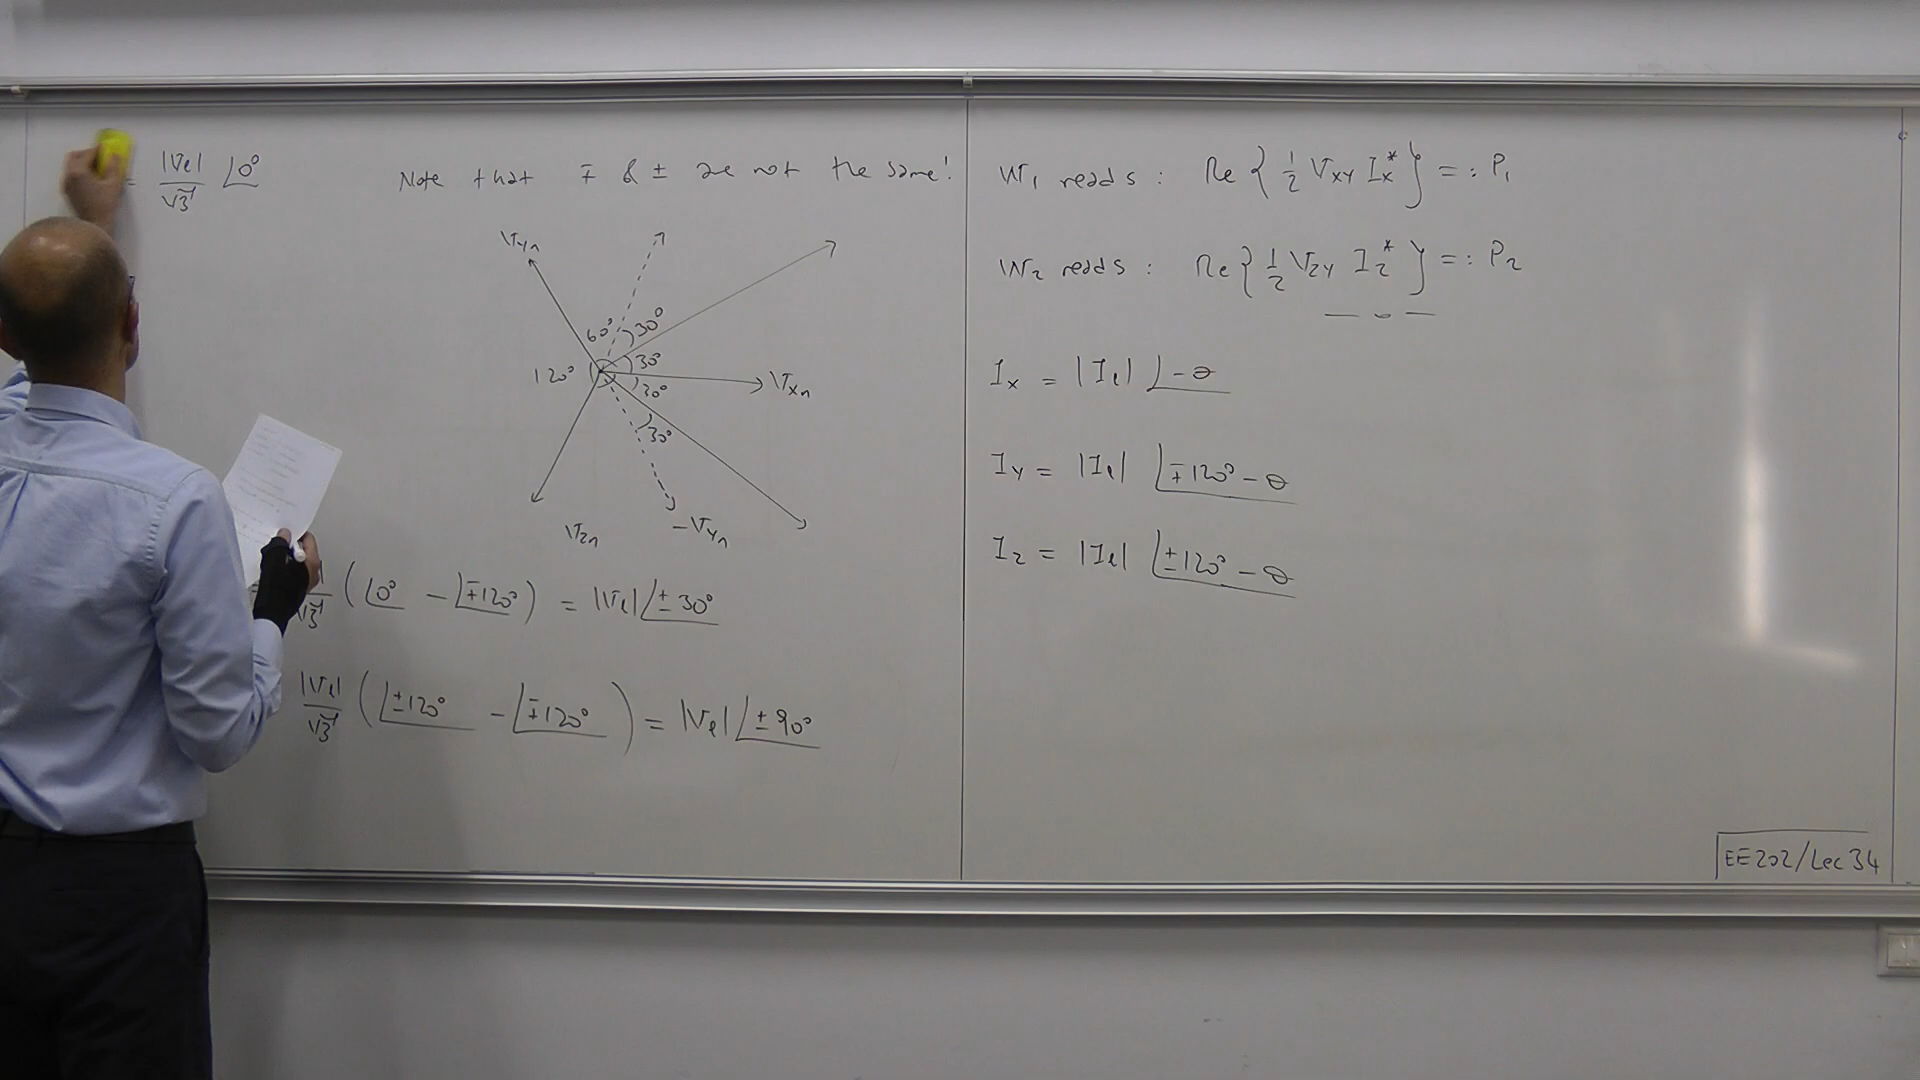 = |Vl|/√3 ∠0°
Note that ∓ & ± are not the same!
Vyn
60° 30°
120° 30° Vxn
30°
30°
Vzn -Vyn
√3 (∠0° - ∠∓120°) = |Vl| ∠±30°
|Vl|/√3 (∠±120° - ∠∓120°) = |Vl| ∠±90°
W1 reads : Re { 1/2 Vxy Ix* } =: P1
W2 reads : Re { 1/2 Vzy Iz* } =: P2
Ix = |Il| ∠-θ
Iy = |Il| ∠∓120° - θ
Iz = |Il| ∠±120° - θ
EE202/Lec 34